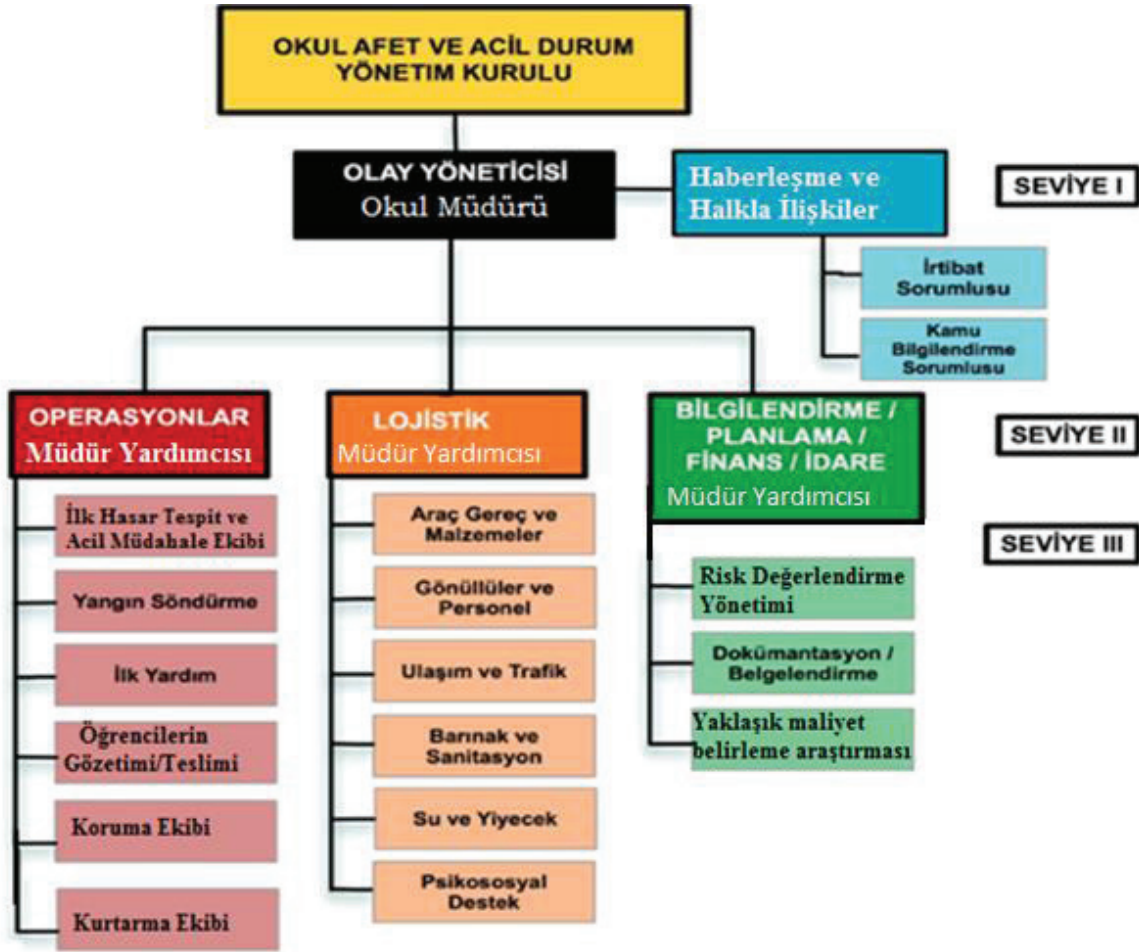 OKUL AFET VE ACİL DURUM
YÖNETIM KURULU
OLAY YÖNETİCİSİ
Okul Müdürü
Haberleşme ve
Halkla İlişkiler
SEVİYE I
İrtibat
Sorumlusu
Kamu
Bilgilendirme
Sorumlusu
OPERASYONLAR
Müdür Yardımcısı
İlk Hasar Tespit ve
Acil Müdahale Ekibi
Yangın Söndürme
İlk Yardım
Öğrencilerin
Gözetimi/Teslimi
Koruma Ekibi
Kurtarma Ekibi
LOJİSTİK
Müdür Yardımcısı
Araç Gereç ve
Malzemeler
Gönüllüler ve
Personel
Ulaşım ve Trafik
Barınak ve
Sanitasyon
Su ve Yiyecek
Psikososyal
Destek
BİLGİLENDİRME /
PLANLAMA /
FİNANS / İDARE
Müdür Yardımcısı
Risk Değerlendirme
Yönetimi
Dokümantasyon /
Belgelendirme
Yaklaşık maliyet
belirleme araştırması
SEVİYE II
SEVİYE III